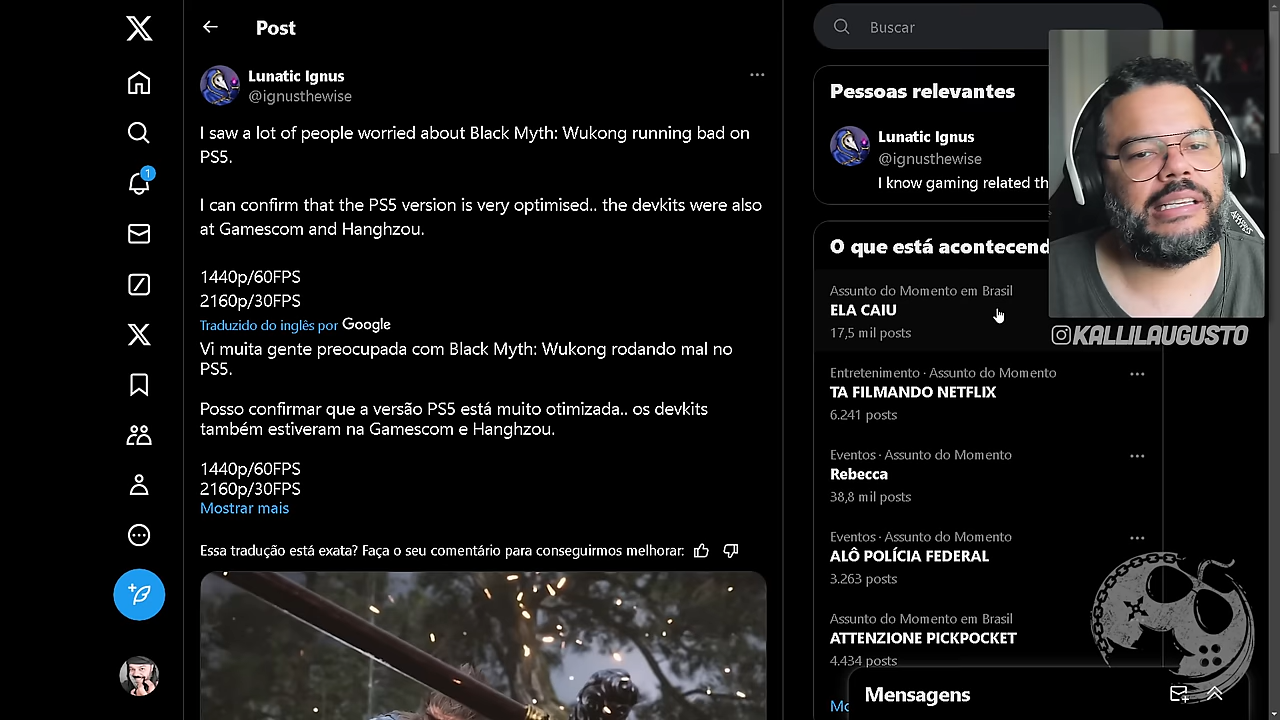 Post
Lunatic Ignus
@ignusthewise
I saw a lot of people worried about Black Myth: Wukong running bad on
PS5.
I can confirm that the PS5 version is very optimised.. the devkits were also
at Gamescom and Hanghzou.
1440p/60FPS
2160p/30FPS
Traduzido do inglês por Google
Vi muita gente preocupada com Black Myth: Wukong rodando mal no
PS5.
Posso confirmar que a versão PS5 está muito otimizada.. os devkits
também estiveram na Gamescom e Hanghzou.
1440p/60FPS
2160p/30FPS
Mostrar mais
Essa tradução está exata? Faça o seu comentário para conseguirmos melhorar:
1
Buscar
Pessoas relevantes
Lunatic Ignus
@ignusthewise
I know gaming related th
O que está acontecend
Assunto do Momento em Brasil
ELA CAIU
17,5 mil posts
KALLILAUGUSTO
Entretenimento · Assunto do Momento
TA FILMANDO NETFLIX
6.241 posts
Eventos · Assunto do Momento
Rebecca
38,8 mil posts
Eventos · Assunto do Momento
ALÔ POLÍCIA FEDERAL
3.263 posts
Assunto do Momento em Brasil
ATTENZIONE PICKPOCKET
4.434 posts
Mo
Mensagens